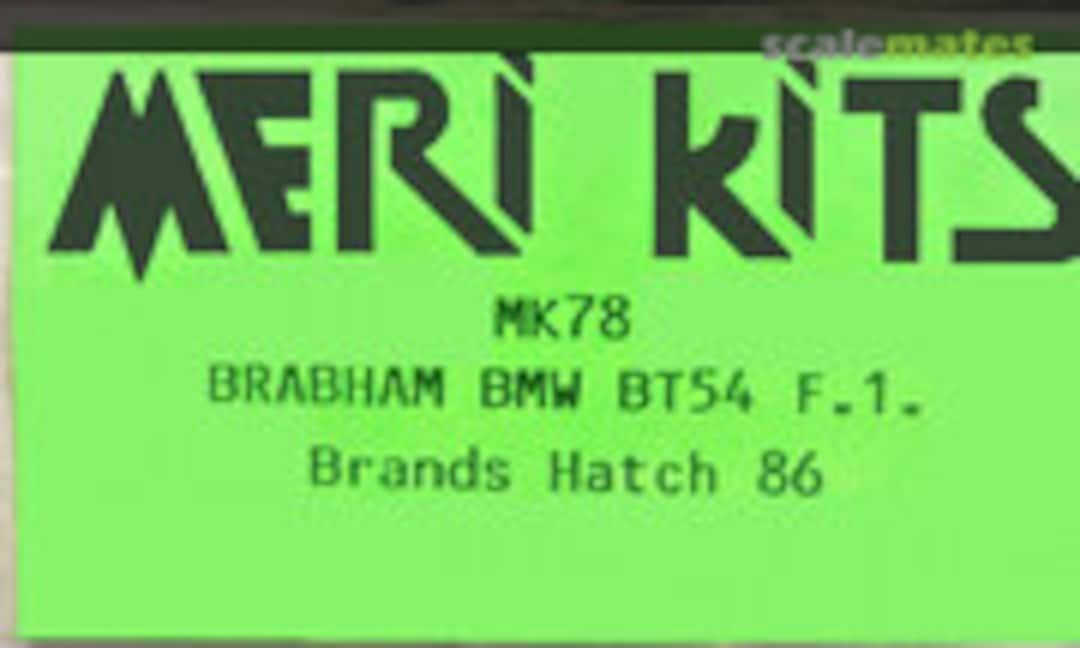 scalemates
MERI KITS
MK78
BRABHAM BMW BT54 F.1.
Brands Hatch 86